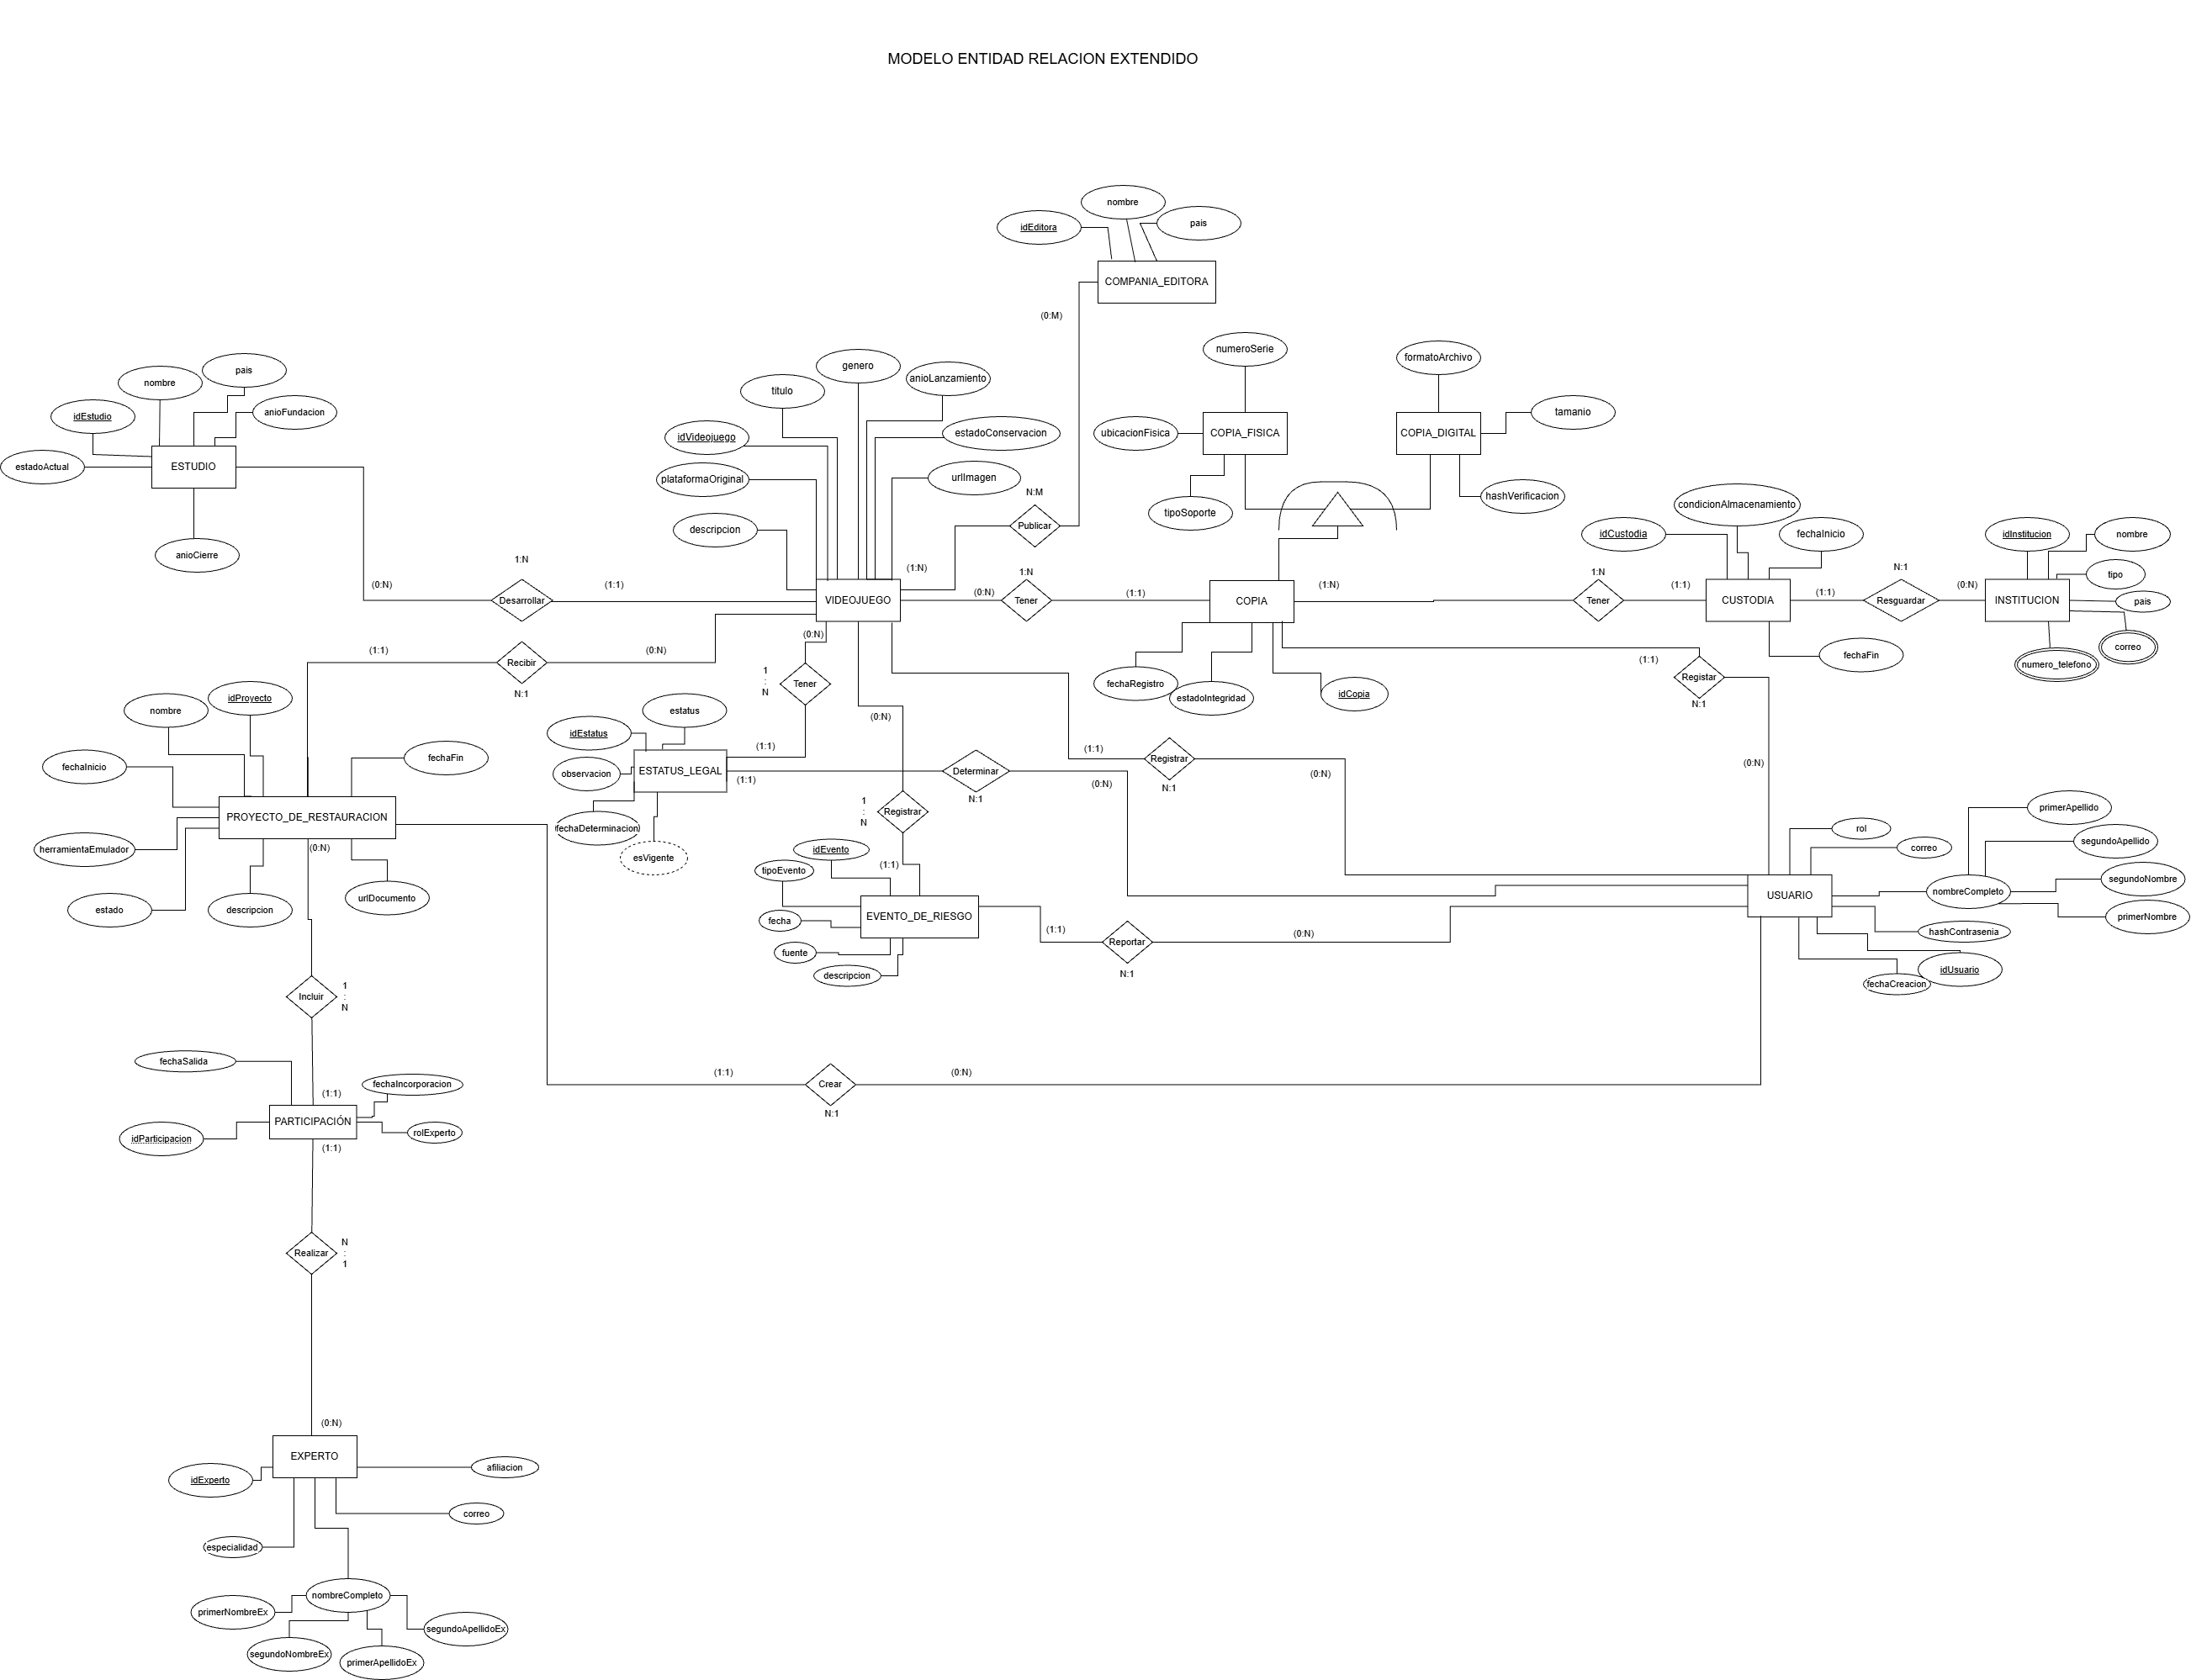 MODELO ENTIDAD RELACION EXTENDIDO
nombre
idEditora
pais
COMPANIA_EDITORA
(0:M)
numeroSerie
formatoArchivo
ubicacionFisica
COPIA_FISICA
COPIA_DIGITAL
tamanio
tipoSoporte
hashVerificacion
nombre
pais
idEstudio
anioFundacion
estadoActual
ESTUDIO
anioCierre
titulo
genero
anioLanzamiento
idVideojuego
estadoConservacion
plataformaOriginal
urlImagen
descripcion
N:M
Publicar
(1:N)
1:N
(0:N)
Desarrollar
(1:1)
VIDEOJUEGO
(0:N)
1:N
Tener
(1:1)
COPIA
(1:N)
1:N
Tener
(1:1)
condicionAlmacenamiento
idCustodia
fechaInicio
CUSTODIA
fechaFin
(1:1)
N:1
Resguardar
(0:N)
idInstitucion
nombre
tipo
INSTITUCION
pais
correo
numero_telefono
(1:1)
Recibir
N:1
(0:N)
(0:N)
1
:
N
Tener
(1:1)
fechaRegistro
estadoIntegridad
idCopia
(1:1)
Registar
N:1
(0:N)
nombre
idProyecto
fechaInicio
fechaFin
PROYECTO_DE_RESTAURACION
herramientaEmulador
(0:N)
estado
descripcion
urlDocumento
estatus
idEstatus
observacion
ESTATUS_LEGAL
fechaDeterminacion
esVigente
(1:1)
Determinar
N:1
(0:N)
(0:N)
1
:
N
Registrar
(1:1)
(1:1)
Registrar
N:1
(0:N)
idEvento
tipoEvento
fecha
EVENTO_DE_RIESGO
fuente
descripcion
(1:1)
Reportar
N:1
(0:N)
primerApellido
rol
correo
segundoApellido
USUARIO
nombreCompleto
segundoNombre
primerNombre
hashContrasenia
idUsuario
fechaCreacion
Incluir
1
:
N
(1:1)
Crear
N:1
(0:N)
fechaSalida
fechaIncorporacion
(1:1)
PARTICIPACIÓN
idParticipacion
rolExperto
(1:1)
Realizar
N
:
1
(0:N)
EXPERTO
idExperto
afiliacion
correo
especialidad
nombreCompleto
primerNombreEx
segundoApellidoEx
segundoNombreEx
primerApellidoEx